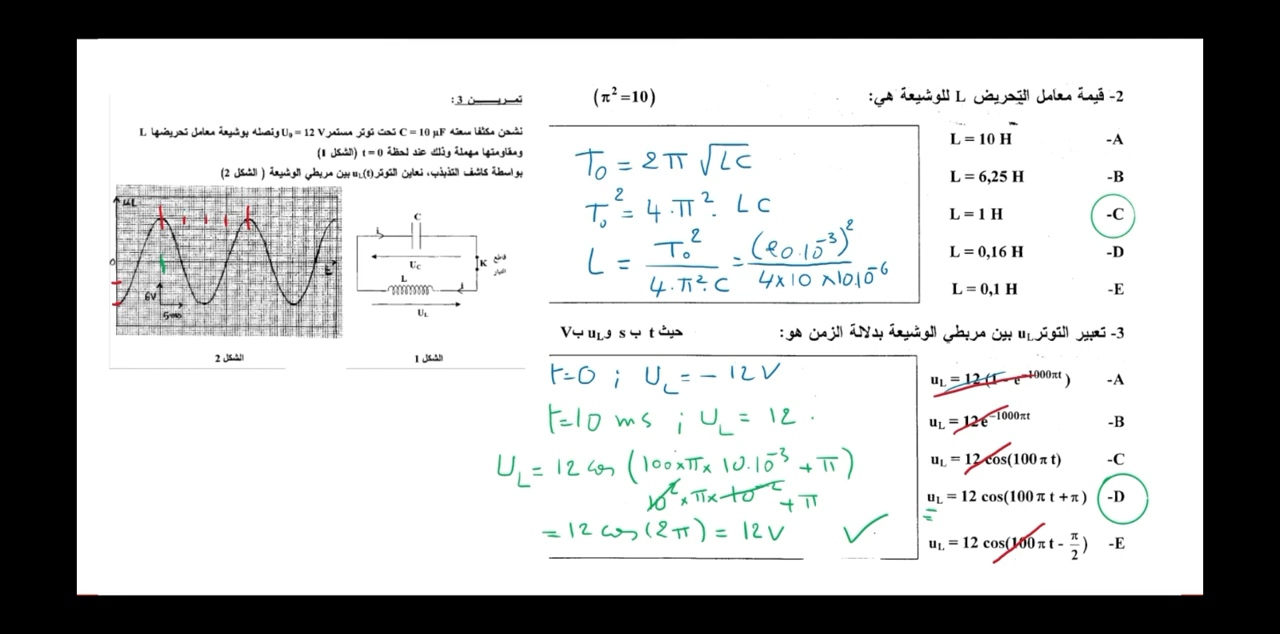 تمريـــــن 3:
نشحن مكثفا سعته C = 10 µF تحت توتر مستمر U₀ = 12 V ونصله بوشيعة معامل تحريضها L
ومقاومتها مهملة وذلك عند لحظة t = 0 (الشكل 1)
بواسطة كاشف التذبذب، نعاين التوتر uL(t) بين مربطي الوشيعة ( الشكل 2)
uL
0
t
6V
5ms
الشكل 2
C
i
UC
K
قاطع
التيار
L
UL
الشكل 1
2- قيمة معامل التحريض L للوشيعة هي: (π² =10)
L = 10 H -A
L = 6,25 H -B
L = 1 H -C
L = 0,16 H -D
L = 0,1 H -E
T₀ = 2π √LC
T₀² = 4.π². LC
L = T₀² / 4.π².C = (20.10⁻³)² / 4×10×10.10⁻⁶
3- تعبير التوتر uL بين مربطي الوشيعة بدلالة الزمن هو: حيث t ب s و uL ب V
uL = 12 (1 - e⁻¹⁰⁰⁰πt ) -A
uL = 12 e⁻¹⁰⁰⁰πt -B
uL = 12 cos(100 π t) -C
uL = 12 cos(100 π t + π) -D
uL = 12 cos(100 π t - π/2) -E
t=0 ; UL = - 12V
t=10 ms ; UL = 12 .
UL = 12 cos (100×π× 10.10⁻³ + π)
10²×π×10⁻² + π
= 12 cos (2π) = 12V